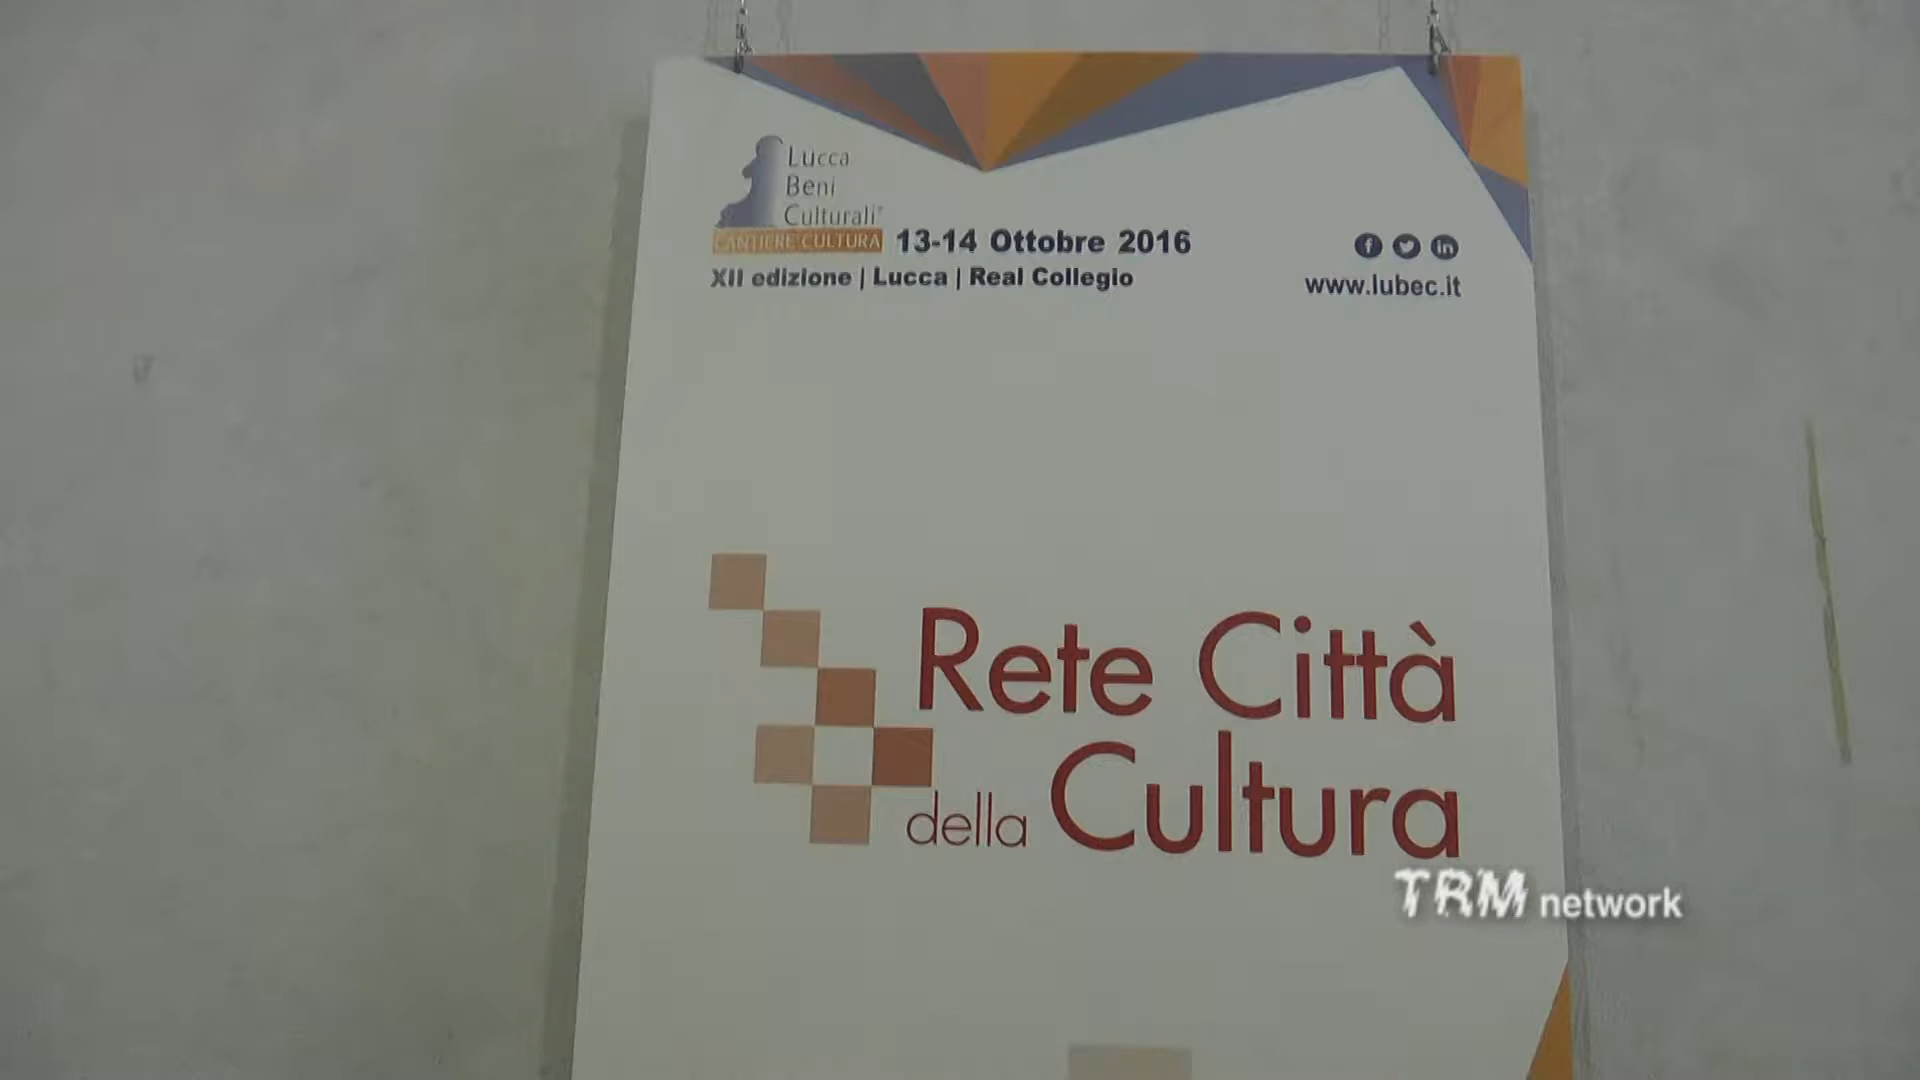 Lucca
Beni
Culturali®
CANTIERE CULTURA 13-14 Ottobre 2016
XII edizione | Lucca | Real Collegio
www.lubec.it
Rete Città
della Cultura
TRM network